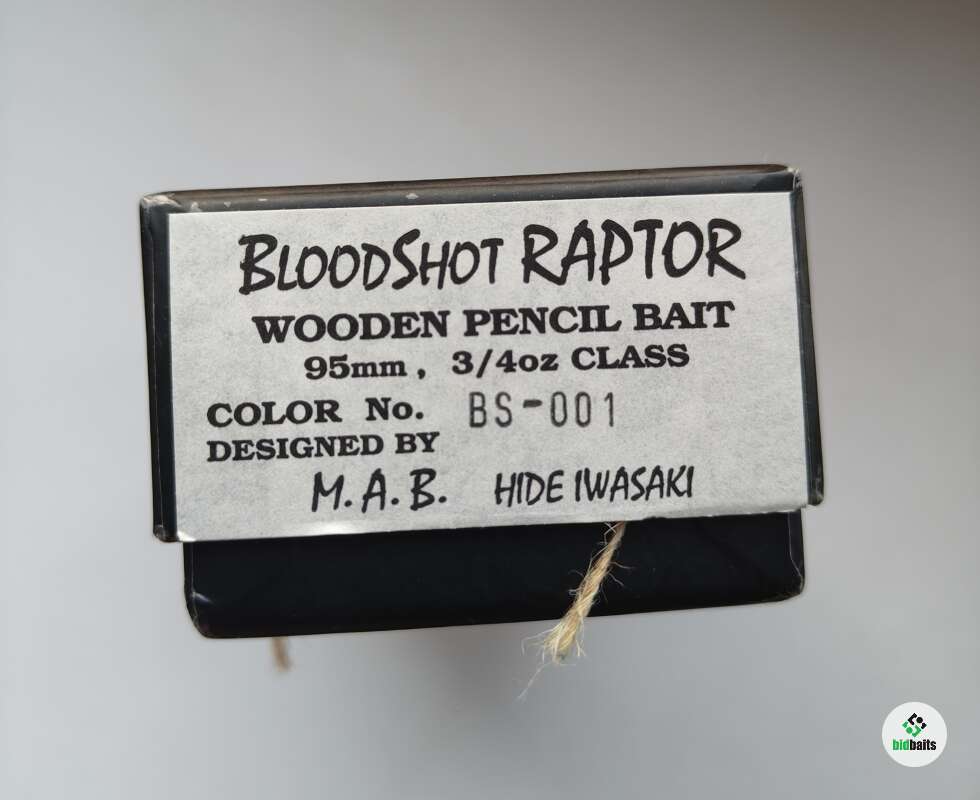 BLOODSHOT RAPTOR
WOODEN PENCIL BAIT
95mm, 3/4oz CLASS
COLOR No. BS-001
DESIGNED BY
M.A.B. HIDE IWASAKI
bidbaits